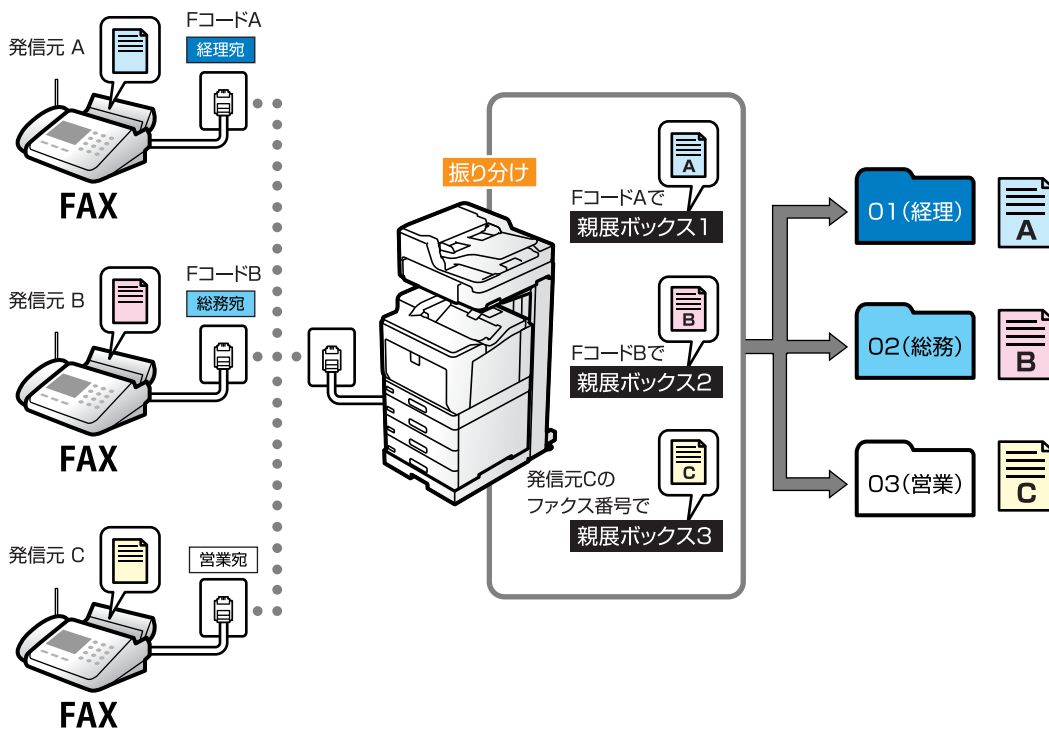 発信元 A
FコードA
経理宛
FAX
発信元 B
FコードB
総務宛
FAX
発信元 C
営業宛
FAX
振り分け
A
FコードAで
親展ボックス1
B
FコードBで
親展ボックス2
C
発信元Cの
ファクス番号で
親展ボックス3
01(経理)
A
02(総務)
B
03(営業)
C